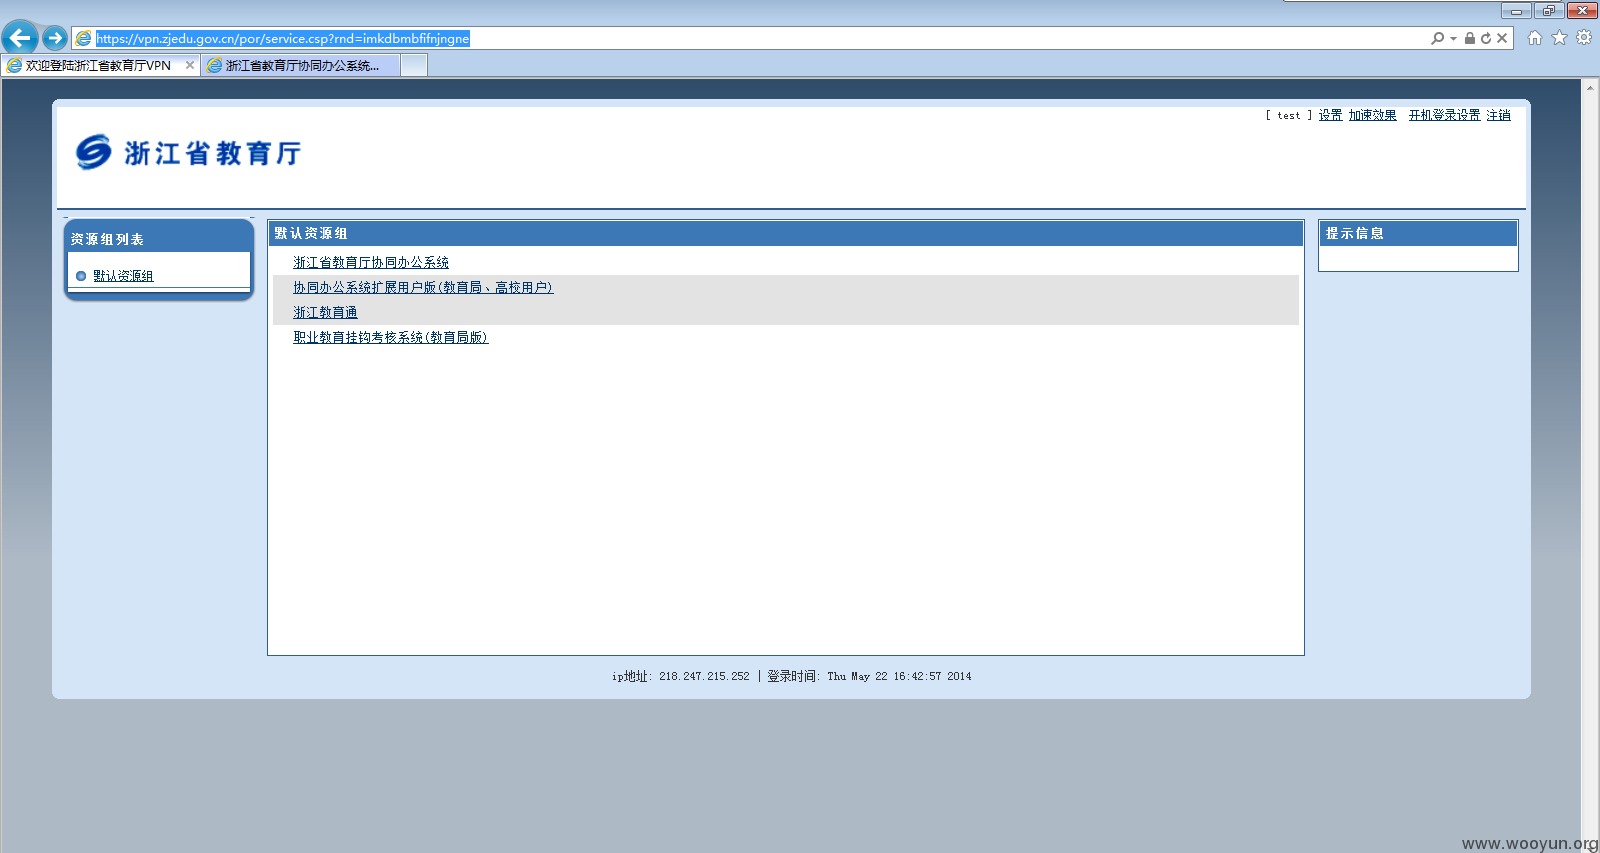 https://vpn.zjedu.gov.cn/por/service.csp?rnd=imkdbmbfifnjngne
欢迎登陆浙江省教育厅VPN
浙江省教育厅协同办公系统...
[ test ] 设置 加速效果 开机登录设置 注销
浙江省教育厅
资源组列表
默认资源组
默认资源组
浙江省教育厅协同办公系统
协同办公系统扩展用户版(教育局、高校用户)
浙江教育通
职业教育挂钩考核系统(教育局版)
提示信息
ip地址: 218.247.215.252 | 登录时间: Thu May 22 16:42:57 2014
www.wooyun.org